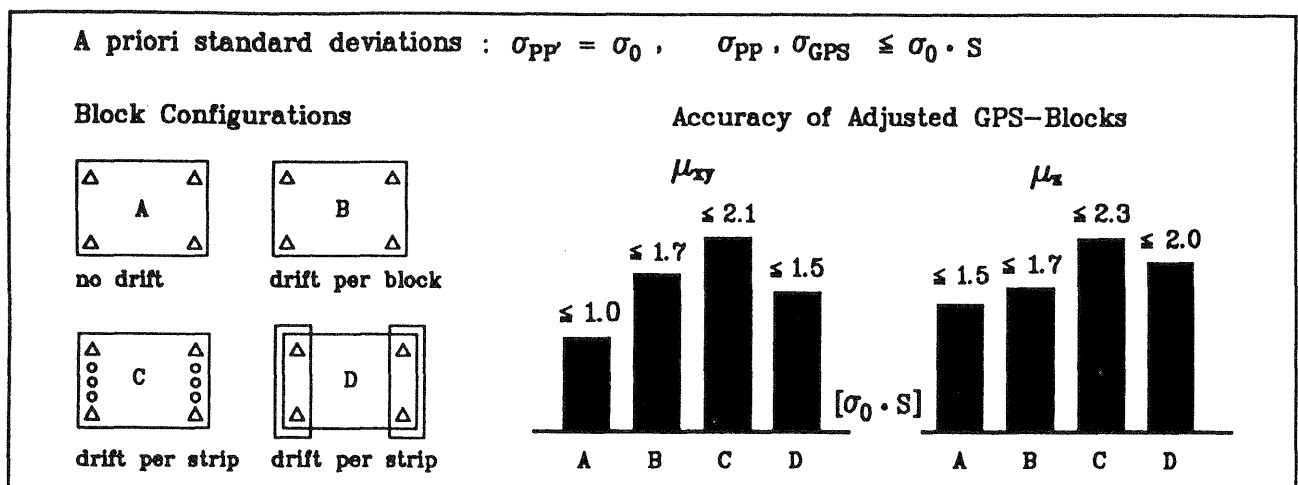 A priori standard deviations : σPP' = σ0 , σPP , σGPS ≦ σ0 · S
Block Configurations
A
B
no drift
drift per block
C
D
drift per strip
drift per strip
Accuracy of Adjusted GPS-Blocks
μxy
≤ 1.0
≤ 1.7
≤ 2.1
≤ 1.5
A B C D
[σ0 · S]
μz
≤ 1.5
≤ 1.7
≤ 2.3
≤ 2.0
A B C D